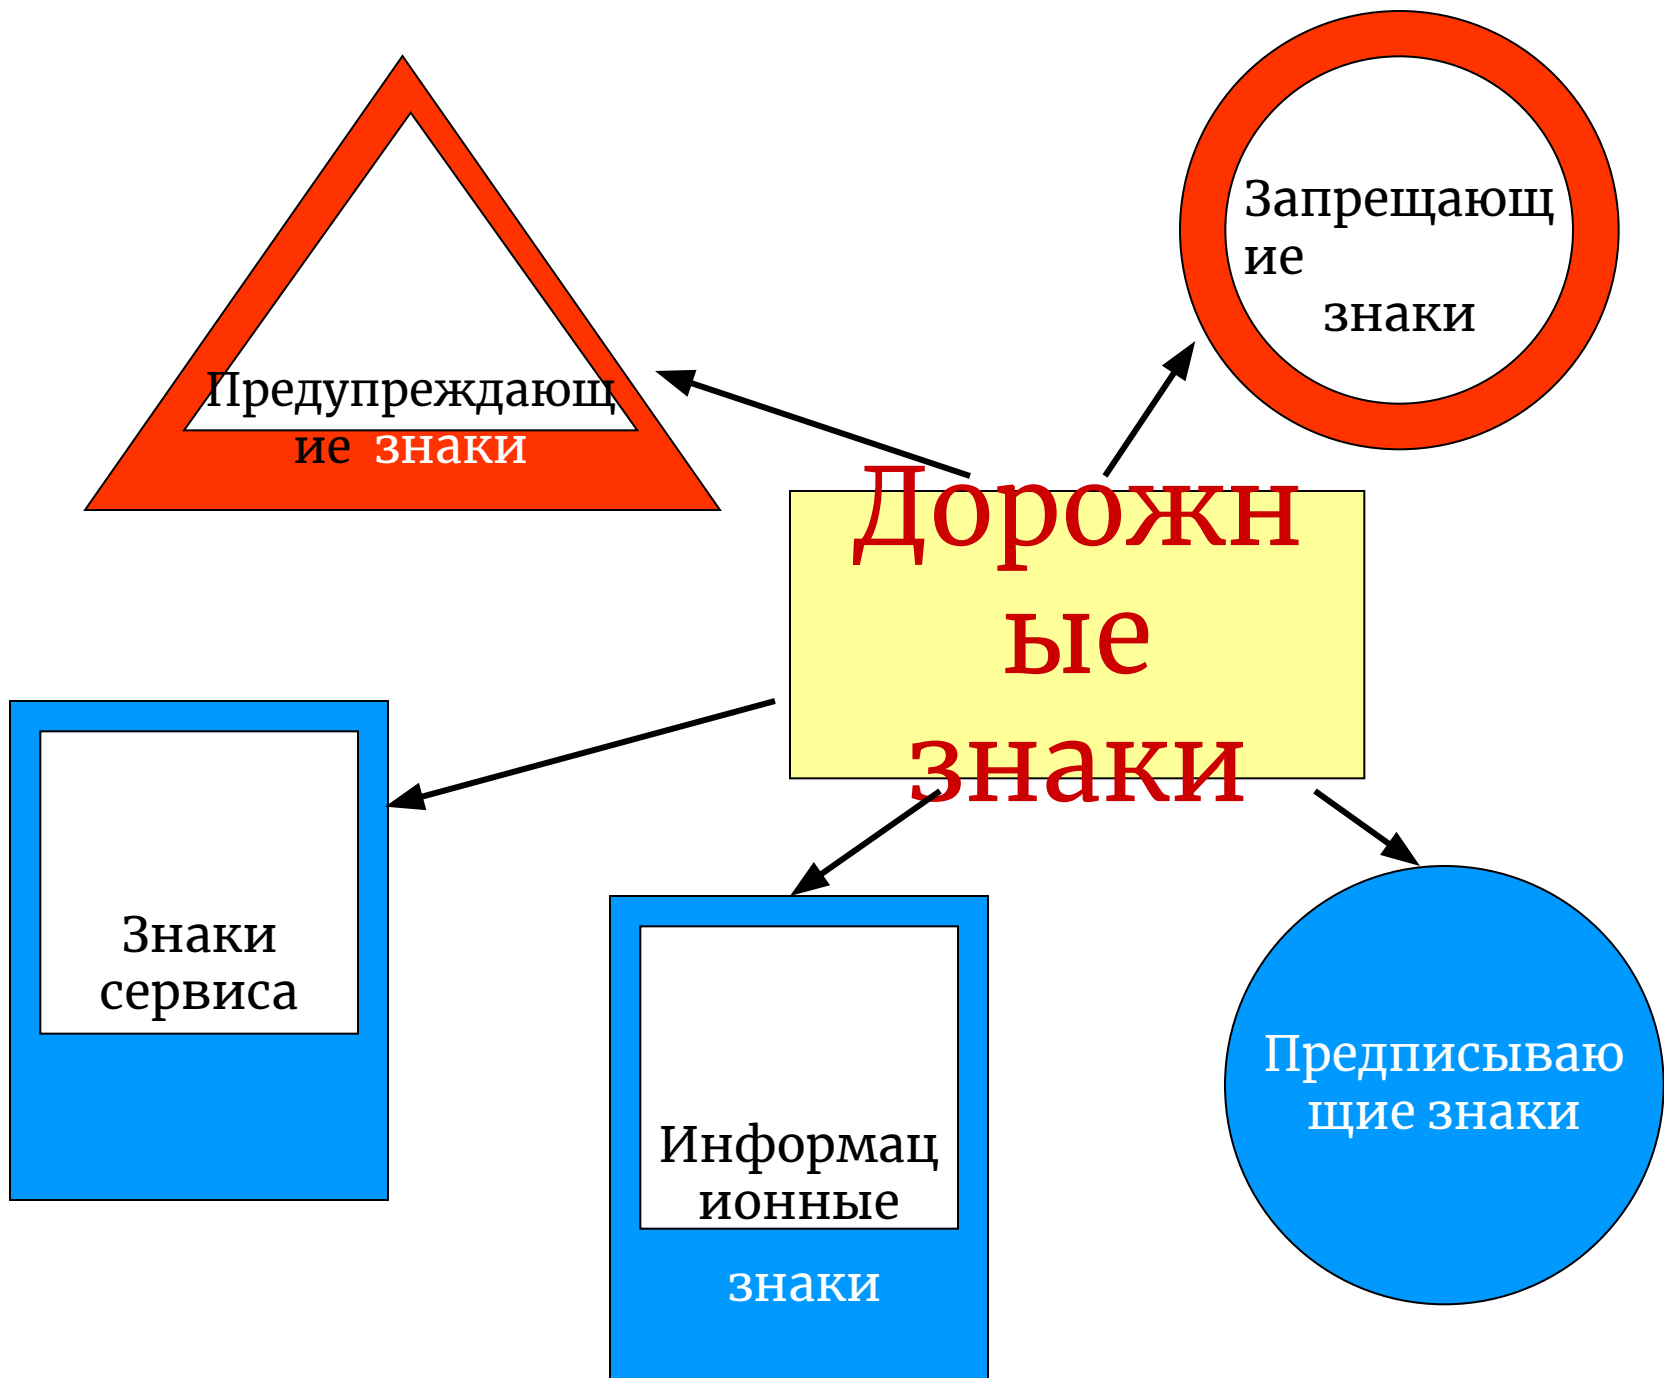 Запрещающ
ие
знаки
Предупреждающ
ие знаки
Дорожн
ые
знаки
Знаки
сервиса
Информац
ионные
знаки
Предписываю
щие знаки